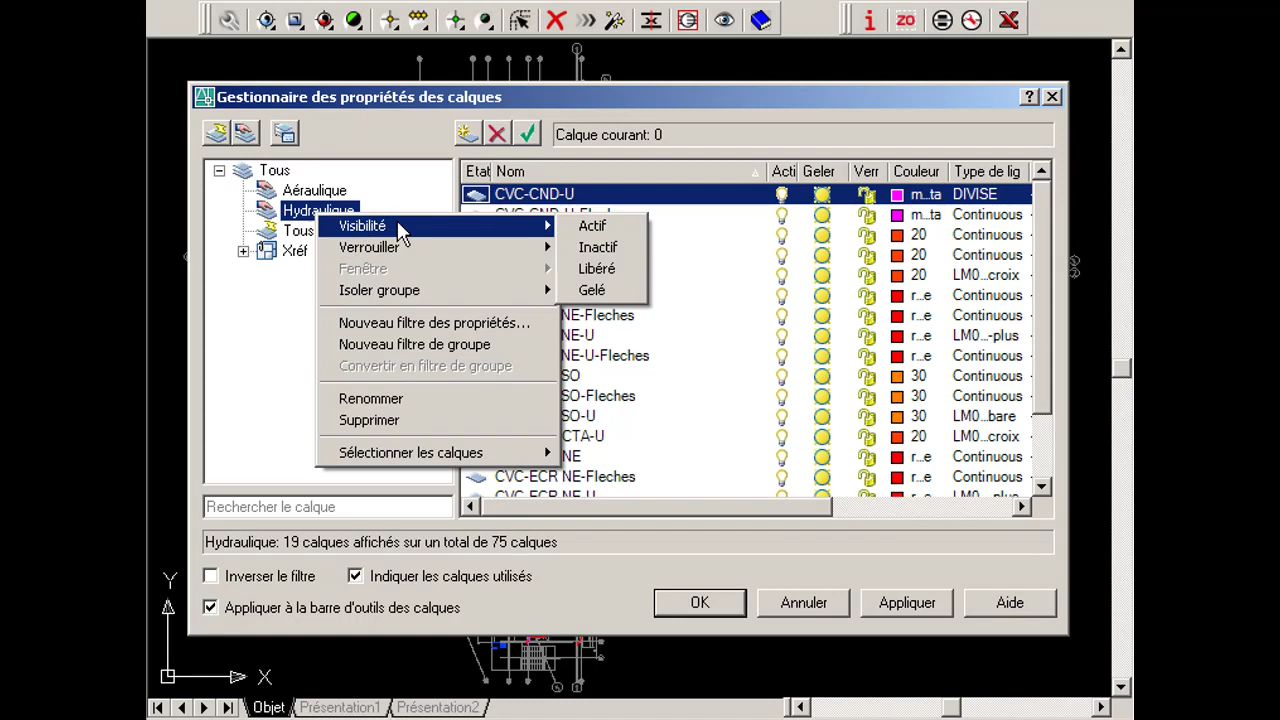 i ZO
Gestionnaire des propriétés des calques
Calque courant: 0
Tous
Aéraulique
Hydraulique
Tous
Xréf
Etat Nom Acti Geler Verr Couleur Type de lig
CVC-CND-U m...ta DIVISE
m...ta Continuous
20 Continuous
20 Continuous
20 LM0...croix
r...e Continuous
NE-Fleches r...e Continuous
NE-U r...e LM0...-plus
NE-U-Fleches r...e Continuous
SO 30 Continuous
SO-Fleches 30 Continuous
SO-U 30 LM0...bare
CTA-U 20 LM0...croix
NE r...e Continuous
CVC-ECR NE-Fleches r...e Continuous
CVC-ECR NE-U r...e
Visibilité
Verrouiller
Fenêtre
Isoler groupe
Nouveau filtre des propriétés...
Nouveau filtre de groupe
Convertir en filtre de groupe
Renommer
Supprimer
Sélectionner les calques
Actif
Inactif
Libéré
Gelé
Rechercher le calque
Hydraulique: 19 calques affichés sur un total de 75 calques
Inverser le filtre
Indiquer les calques utilisés
Appliquer à la barre d'outils des calques
OK
Annuler
Appliquer
Aide
Y
X
Objet Présentation1 Présentation2